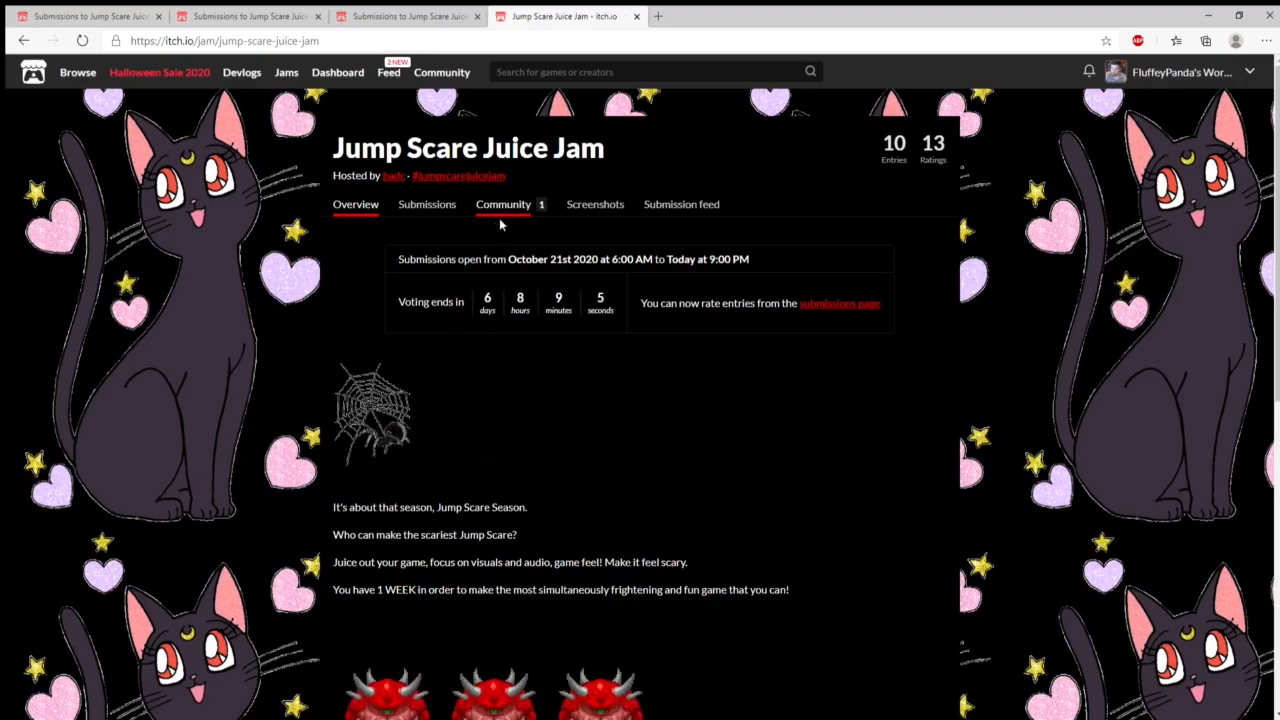 Submissions to Jump Scare Juice
Submissions to Jump Scare Juice
Submissions to Jump Scare Juice
Jump Scare Juice Jam - itch.io
https://itch.io/jam/jump-scare-juice-jam
ABP
2 NEW
Browse Halloween Sale 2020 Devlogs Jams Dashboard Feed Community Search for games or creators FluffeyPanda's Wor...
Jump Scare Juice Jam
10 13
Entries Ratings
Hosted by badc · #jumpscarejuicejam
Overview Submissions Community 1 Screenshots Submission feed
Submissions open from October 21st 2020 at 6:00 AM to Today at 9:00 PM
Voting ends in 6 8 9 5
days hours minutes seconds
You can now rate entries from the submissions page
It's about that season, Jump Scare Season.
Who can make the scariest Jump Scare?
Juice out your game, focus on visuals and audio, game feel! Make it feel scary.
You have 1 WEEK in order to make the most simultaneously frightening and fun game that you can!